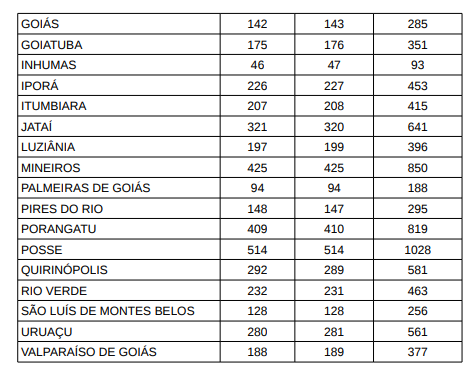 GOIÁS 142 143 285
GOIATUBA 175 176 351
INHUMAS 46 47 93
IPORÁ 226 227 453
ITUMBIARA 207 208 415
JATAÍ 321 320 641
LUZIÂNIA 197 199 396
MINEIROS 425 425 850
PALMEIRAS DE GOIÁS 94 94 188
PIRES DO RIO 148 147 295
PORANGATU 409 410 819
POSSE 514 514 1028
QUIRINÓPOLIS 292 289 581
RIO VERDE 232 231 463
SÃO LUÍS DE MONTES BELOS 128 128 256
URUAÇU 280 281 561
VALPARAÍSO DE GOIÁS 188 189 377